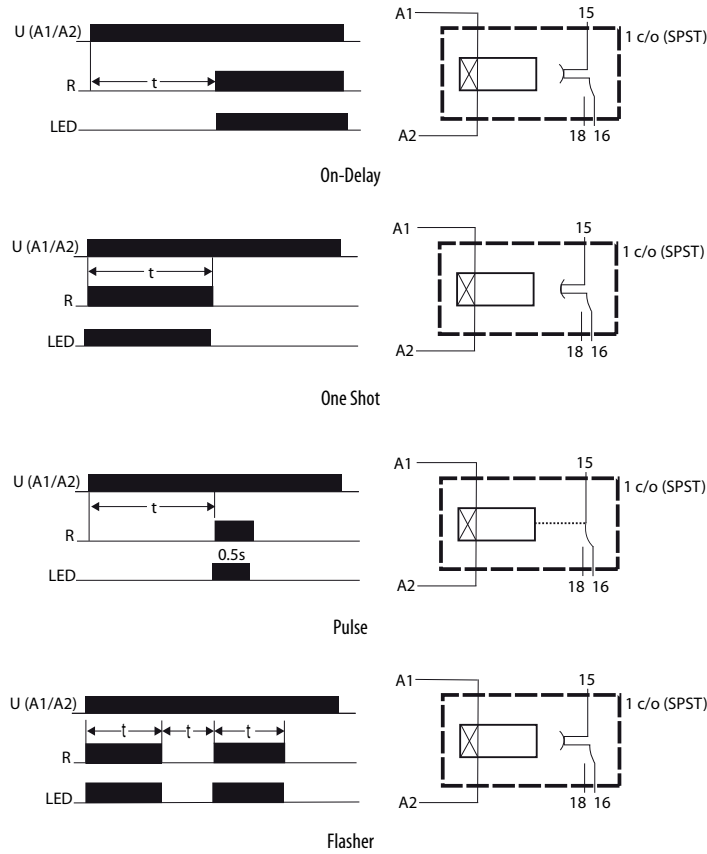 U (A1/A2)
t
R
LED
A1
15
1 c/o (SPST)
A2
18 16
On-Delay
U (A1/A2)
t
R
LED
A1
15
1 c/o (SPST)
A2
18 16
One Shot
U (A1/A2)
t
R
0.5s
LED
A1
15
1 c/o (SPST)
A2
18 16
Pulse
U (A1/A2)
t t t
R
LED
A1
15
1 c/o (SPST)
A2
18 16
Flasher